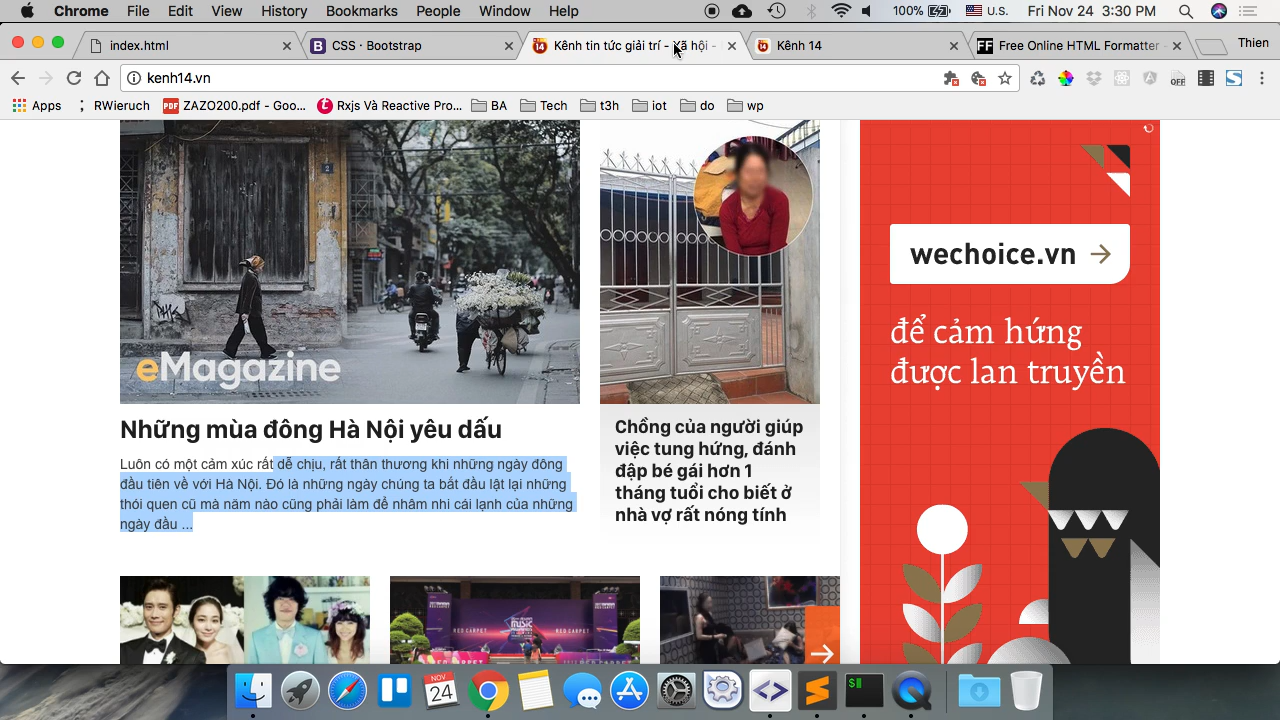 Chrome File Edit View History Bookmarks People Window Help 100% U.S. Fri Nov 24 3:30 PM
index.html
CSS · Bootstrap
Kênh tin tức giải trí - Xã hội -
Kênh 14
Free Online HTML Formatter -
Thien
kenh14.vn
OFF
Apps
RWieruch
ZAZO200.pdf - Goo...
Rxjs Và Reactive Pro...
BA
Tech
t3h
iot
do
wp
eMagazine
Những mùa đông Hà Nội yêu dấu
Luôn có một cảm xúc rất dễ chịu, rất thân thương khi những ngày đông
đầu tiên về với Hà Nội. Đó là những ngày chúng ta bắt đầu lật lại những
thói quen cũ mà năm nào cũng phải làm để nhâm nhi cái lạnh của những
ngày đầu ...
Chồng của người giúp
việc tung hứng, đánh
đập bé gái hơn 1
tháng tuổi cho biết ở
nhà vợ rất nóng tính
wechoice.vn
để cảm hứng
được lan truyền
RED CARPET
MUSIC
RED CARPET
NOV
24